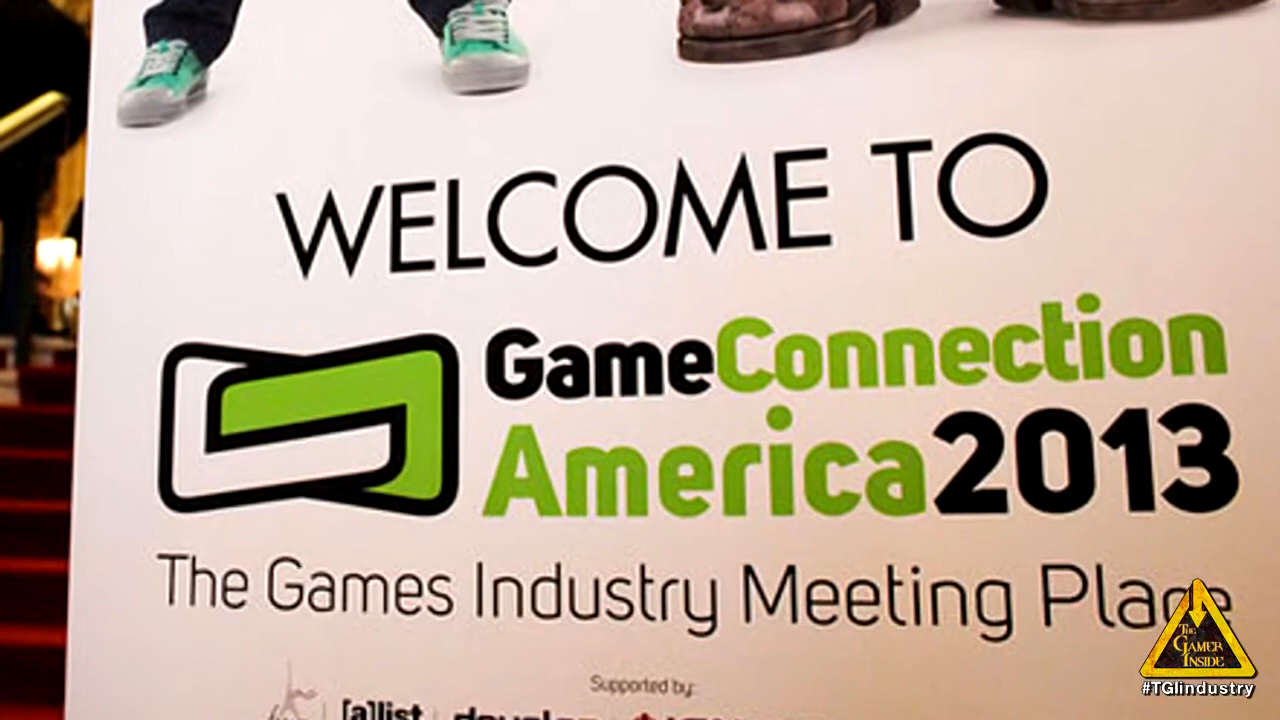 WELCOME TO
GameConnection
America2013
The Games Industry Meeting Place
Supported by:
[a]list
THE
GAMER
INSIDE
#TGIindustry